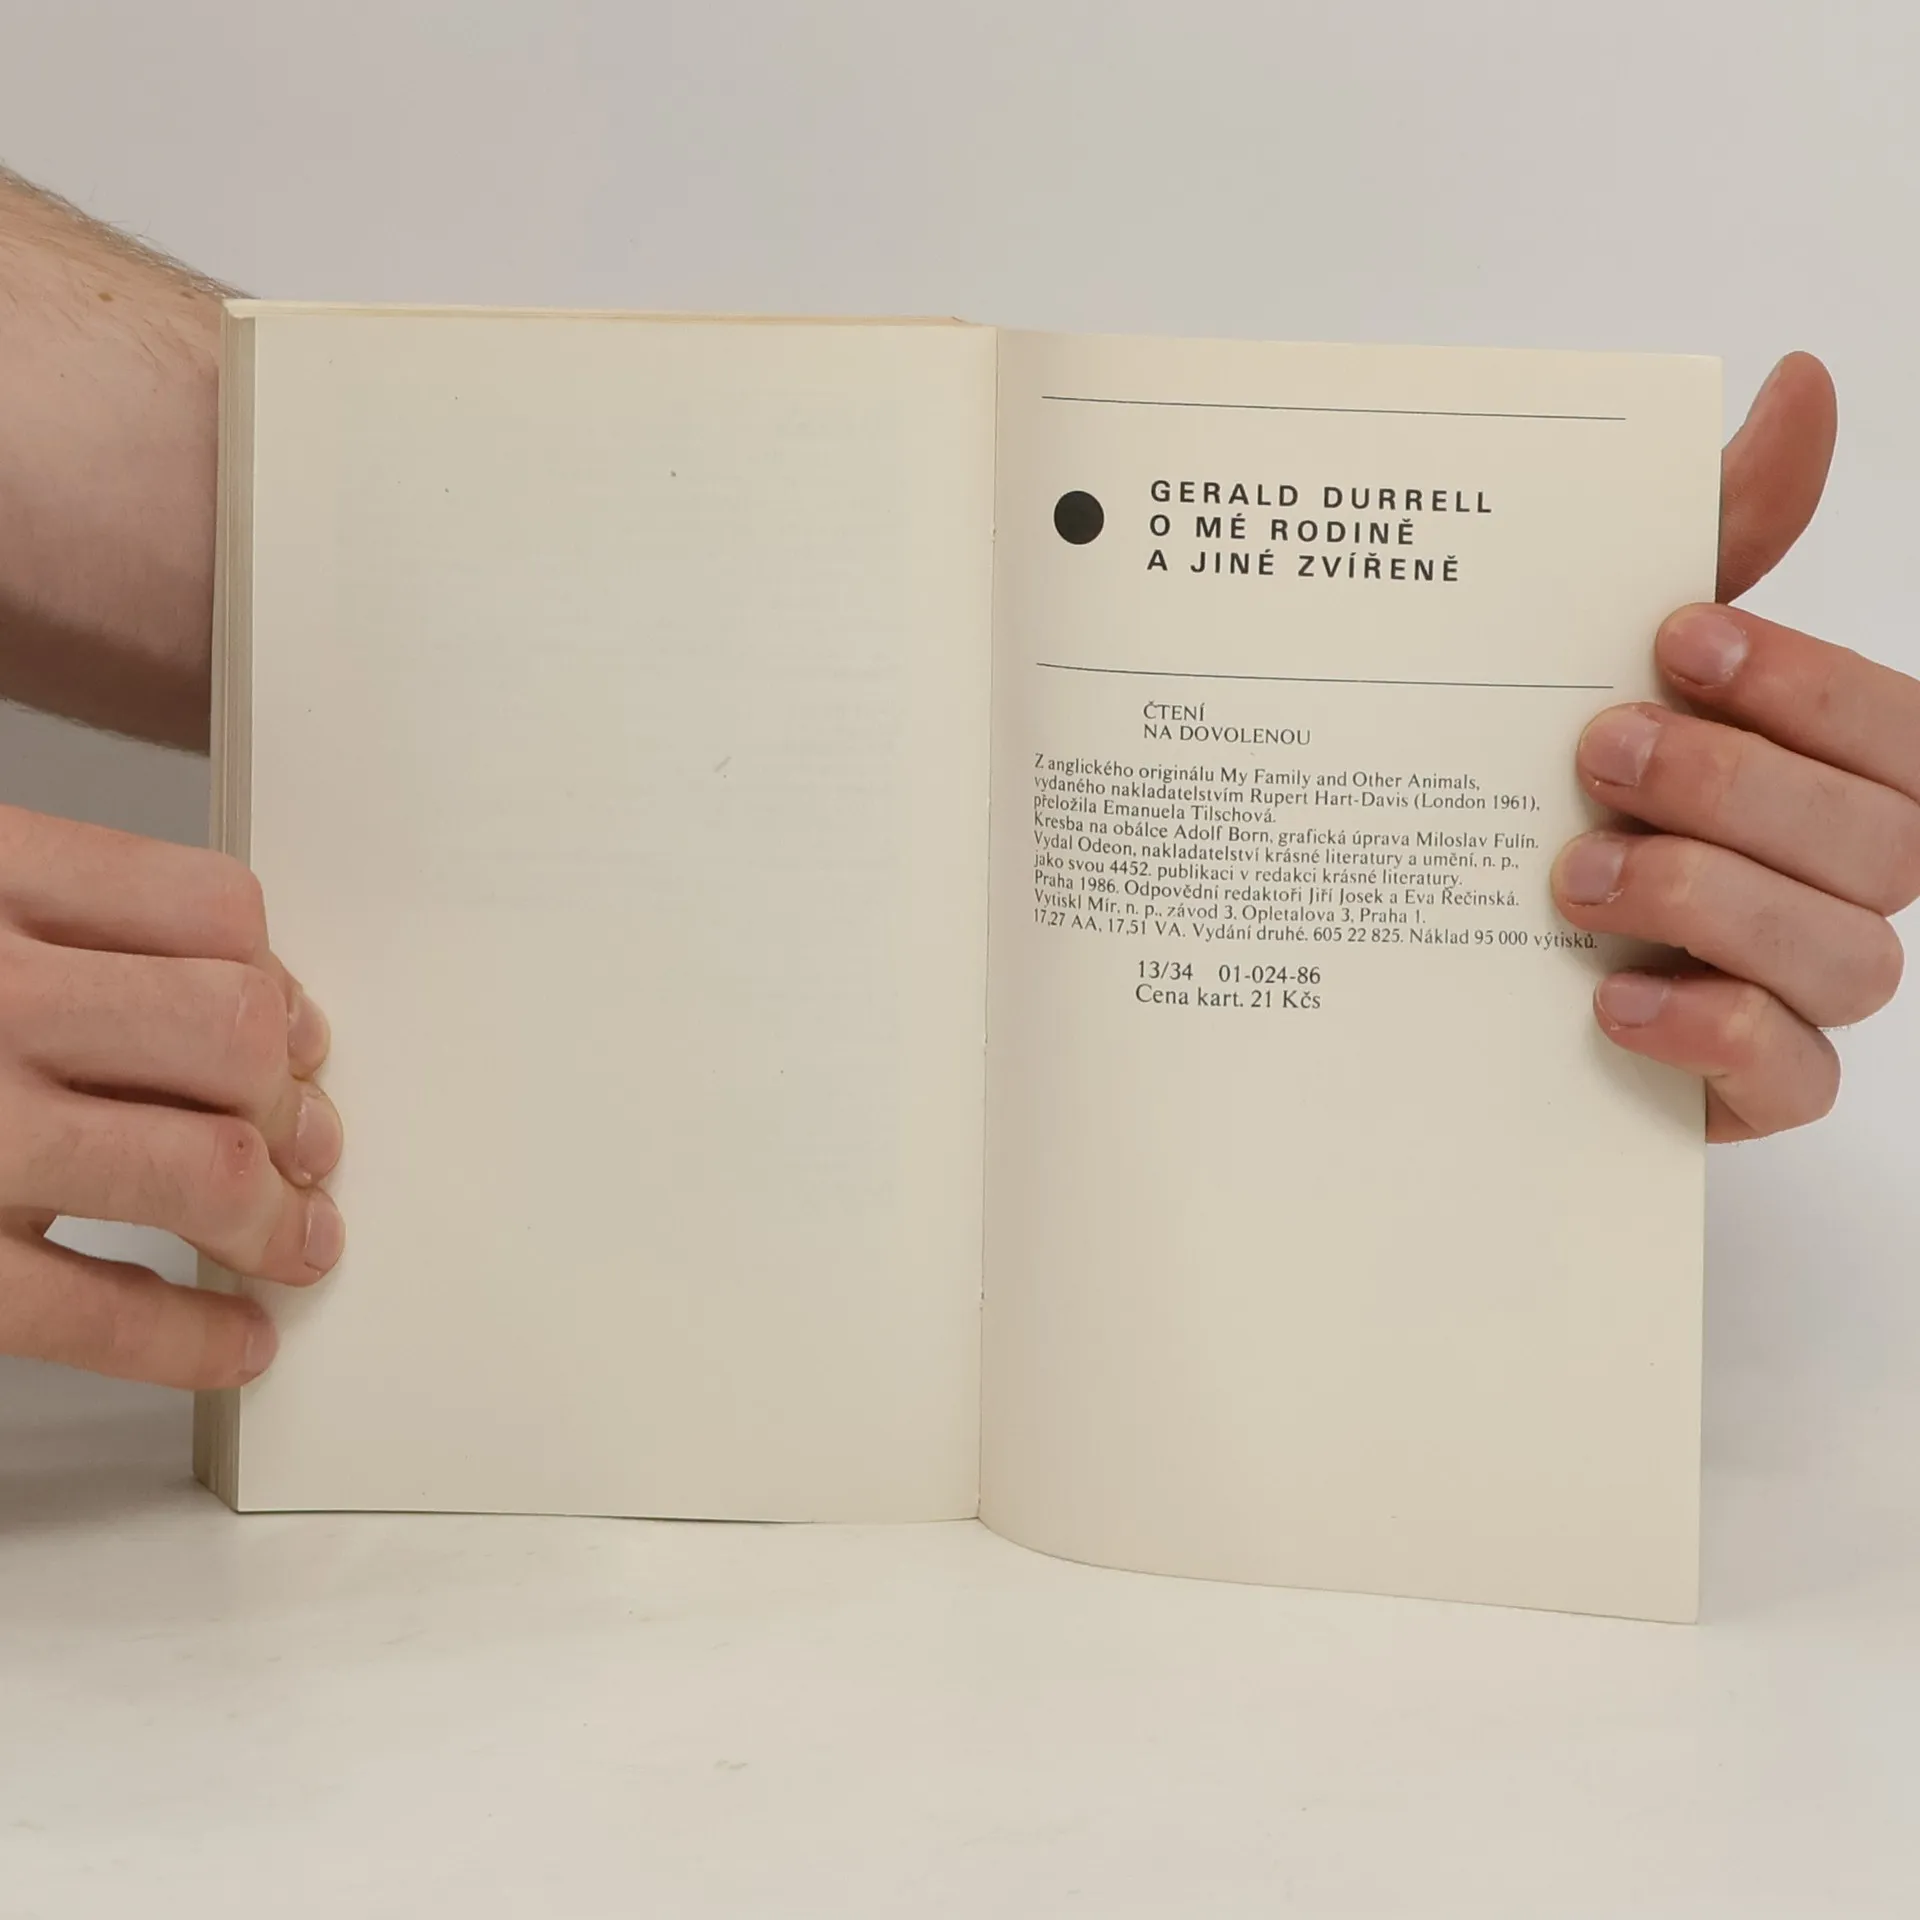 GERALD DURRELL
O MÉ RODINĚ
A JINÉ ZVÍŘENĚ
ČTENÍ
NA DOVOLENOU
Z anglického originálu My Family and Other Animals,
vydaného nakladatelstvím Rupert Hart-Davis (London 1961),
přeložila Emanuela Tilschová.
Kresba na obálce Adolf Born, grafická úprava Miloslav Fulín.
Vydal Odeon, nakladatelství krásné literatury a umění, n. p.,
jako svou 4452. publikaci v redakci krásné literatury.
Praha 1986. Odpovědní redaktoři Jiří Josek a Eva Řečinská.
Vytiskl Mír, n. p., závod 3, Opletalova 3, Praha 1.
17,27 AA, 17,51 VA. Vydání druhé. 605 22 825. Náklad 95 000 výtisků.
13/34 01-024-86
Cena kart. 21 Kčs